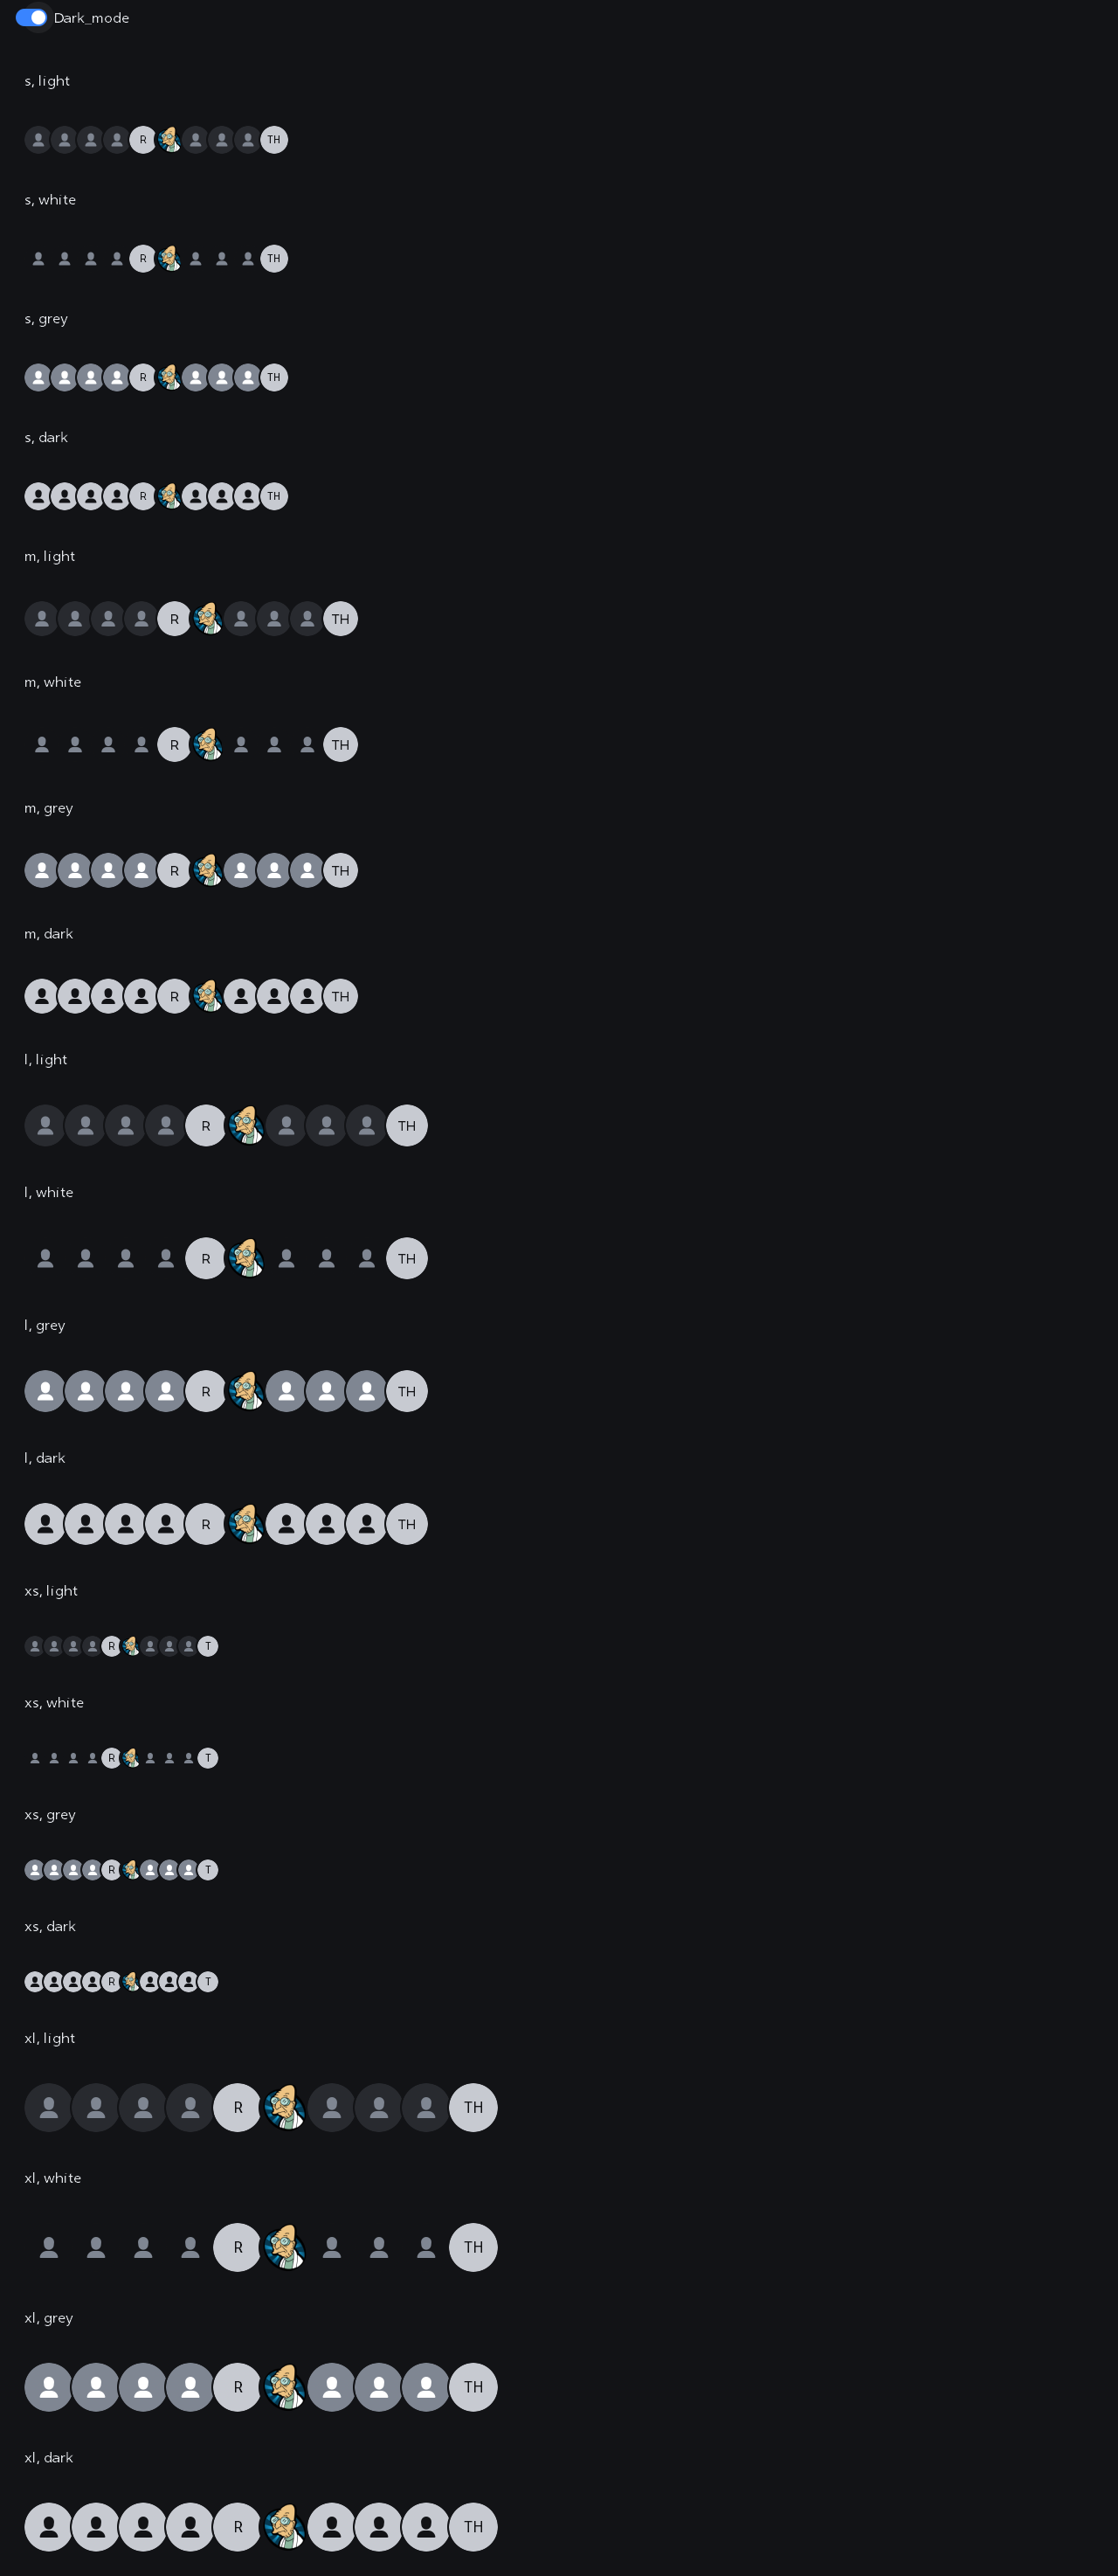 Dark_mode
s, light
R TH
s, white
R TH
s, grey
R TH
s, dark
R TH
m, light
R TH
m, white
R TH
m, grey
R TH
m, dark
R TH
l, light
R TH
l, white
R TH
l, grey
R TH
l, dark
R TH
xs, light
R T
xs, white
R T
xs, grey
R T
xs, dark
R T
xl, light
R TH
xl, white
R TH
xl, grey
R TH
xl, dark
R TH